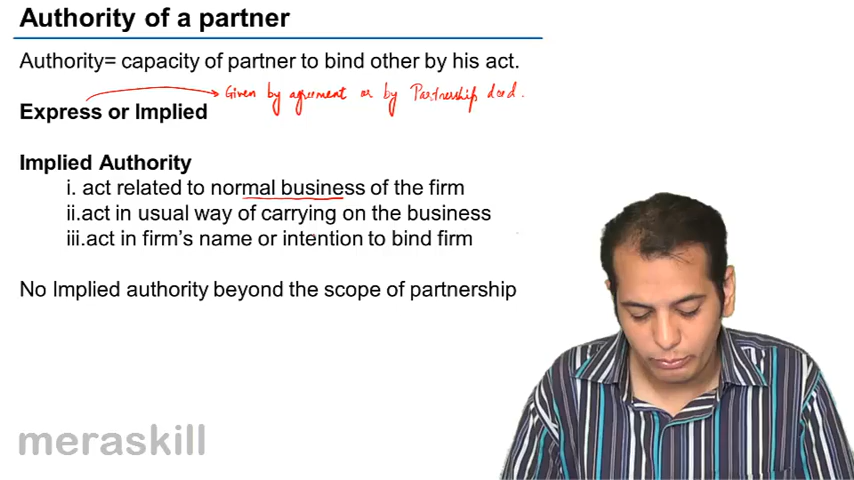 Authority of a partner
Authority= capacity of partner to bind other by his act.
Given by agreement or by Partnership deed.
Express or Implied
Implied Authority
i. act related to normal business of the firm
ii.act in usual way of carrying on the business
iii.act in firm's name or intention to bind firm
No Implied authority beyond the scope of partnership
meraskill